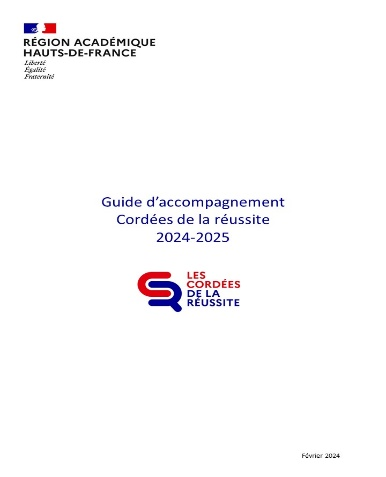 RÉGION ACADÉMIQUE
HAUTS-DE-FRANCE
Liberté
Égalité
Fraternité
Guide d’accompagnement
Cordées de la réussite
2024-2025
LES
CORDÉES
DE LA
RÉUSSITE
Février 2024